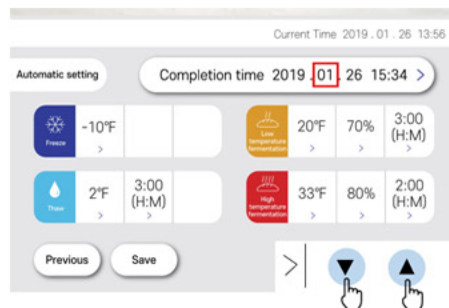 Current Time 2019 . 01 . 26 13:56
Automatic setting
Completion time 2019 . 01 . 26 15:34 >
Freeze
-10°F
>
Low temperature fermentation
20°F
>
70%
>
3:00
(H:M)
>
Thaw
2°F
>
3:00
(H:M)
>
High temperature fermentation
33°F
>
80%
>
2:00
(H:M)
>
Previous
Save
>|
▼
▲